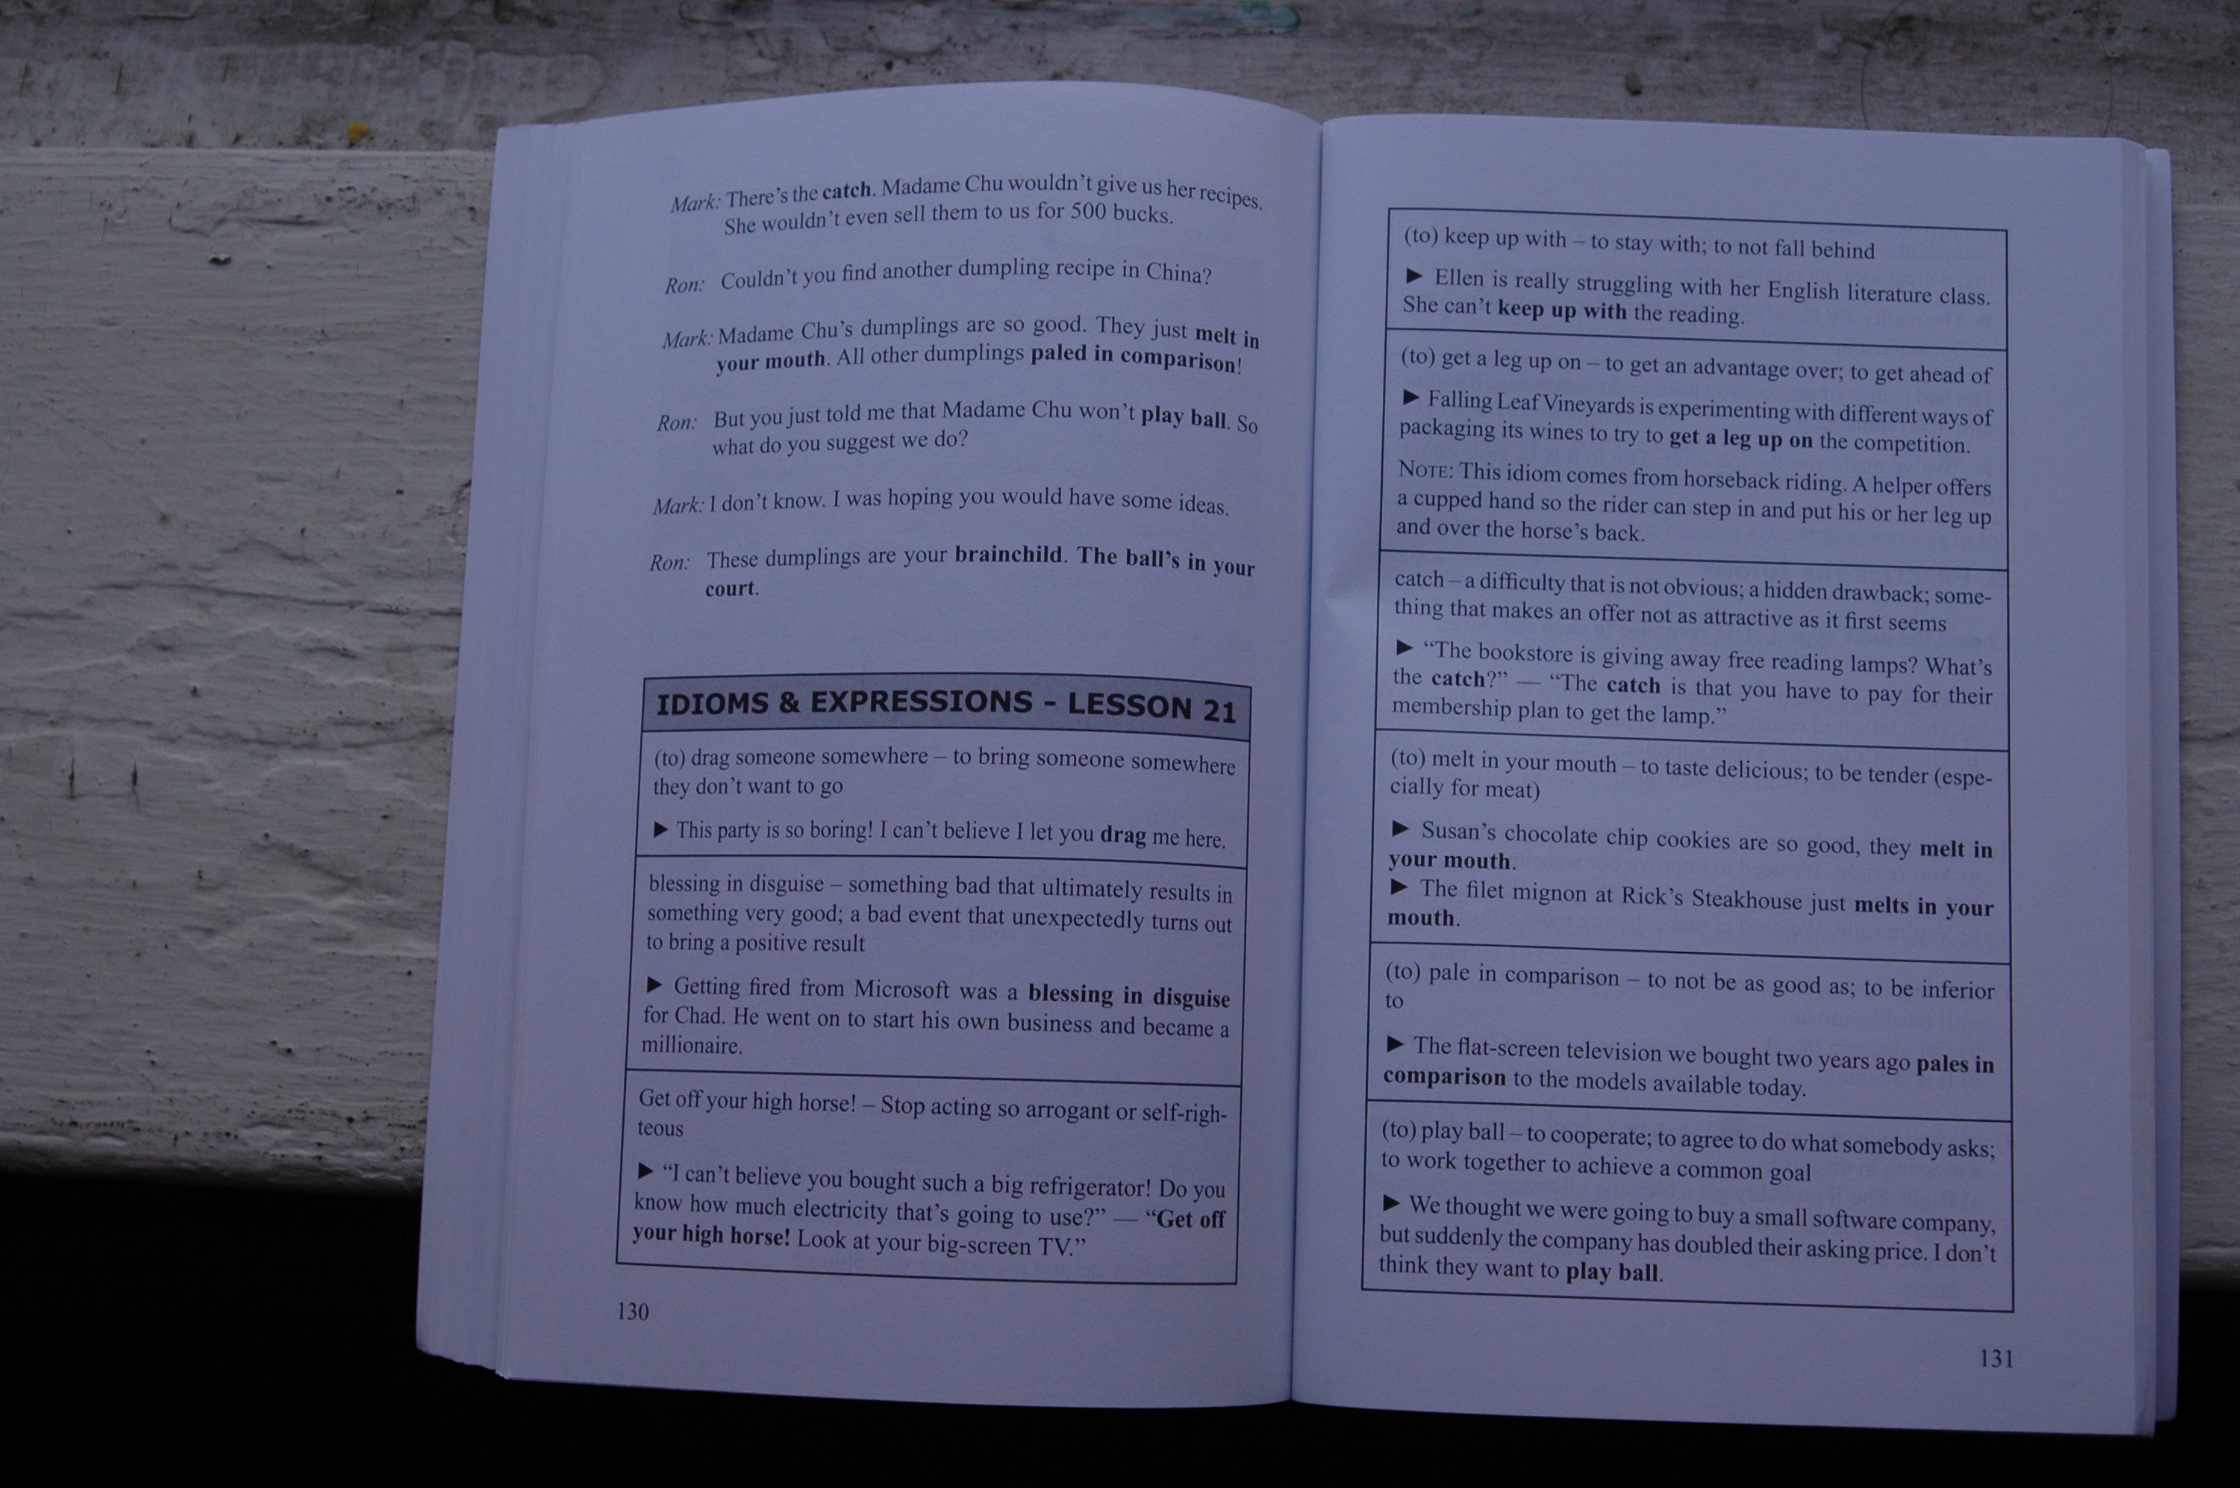 Mark: There's the catch. Madame Chu wouldn't give us her recipes.
She wouldn't even sell them to us for 500 bucks.
Ron: Couldn't you find another dumpling recipe in China?
Mark: Madame Chu's dumplings are so good. They just melt in
your mouth. All other dumplings paled in comparison!
Ron: But you just told me that Madame Chu won't play ball. So
what do you suggest we do?
Mark: I don't know. I was hoping you would have some ideas.
Ron: These dumplings are your brainchild. The ball's in your
court.
IDIOMS & EXPRESSIONS - LESSON 21
(to) drag someone somewhere – to bring someone somewhere
they don't want to go
► This party is so boring! I can't believe I let you drag me here.
blessing in disguise – something bad that ultimately results in
something very good; a bad event that unexpectedly turns out
to bring a positive result
► Getting fired from Microsoft was a blessing in disguise
for Chad. He went on to start his own business and became a
millionaire.
Get off your high horse! – Stop acting so arrogant or self-righ-
teous
► “I can't believe you bought such a big refrigerator! Do you
know how much electricity that's going to use?” — “Get off
your high horse! Look at your big-screen TV.”
130
(to) keep up with – to stay with; to not fall behind
► Ellen is really struggling with her English literature class.
She can't keep up with the reading.
(to) get a leg up on – to get an advantage over; to get ahead of
► Falling Leaf Vineyards is experimenting with different ways of
packaging its wines to try to get a leg up on the competition.
NOTE: This idiom comes from horseback riding. A helper offers
a cupped hand so the rider can step in and put his or her leg up
and over the horse's back.
catch – a difficulty that is not obvious; a hidden drawback; some-
thing that makes an offer not as attractive as it first seems
► “The bookstore is giving away free reading lamps? What's
the catch?” — “The catch is that you have to pay for their
membership plan to get the lamp.”
(to) melt in your mouth – to taste delicious; to be tender (espe-
cially for meat)
► Susan's chocolate chip cookies are so good, they melt in
your mouth.
► The filet mignon at Rick's Steakhouse just melts in your
mouth.
(to) pale in comparison – to not be as good as; to be inferior
to
► The flat-screen television we bought two years ago pales in
comparison to the models available today.
(to) play ball – to cooperate; to agree to do what somebody asks;
to work together to achieve a common goal
► We thought we were going to buy a small software company,
but suddenly the company has doubled their asking price. I don't
think they want to play ball.
131